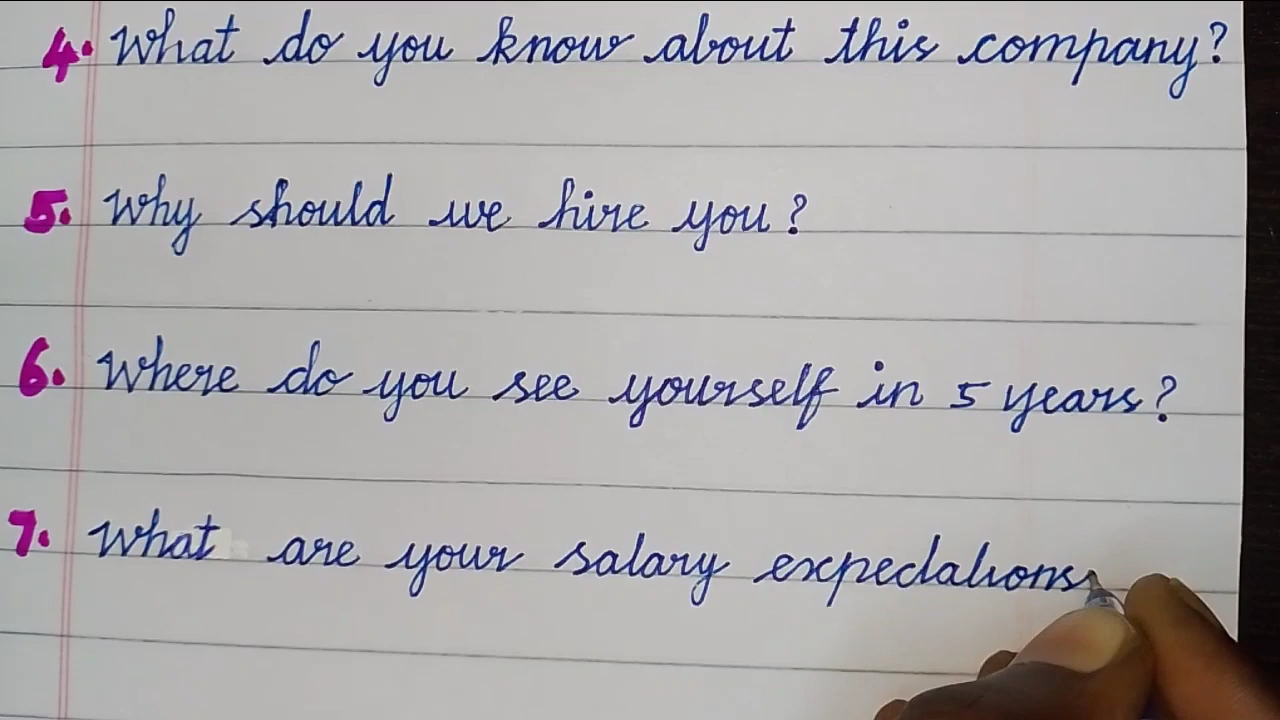 4. What do you know about this company?
5. Why should we hire you?
6. Where do you see yourself in 5 years?
7. What are your salary expectations